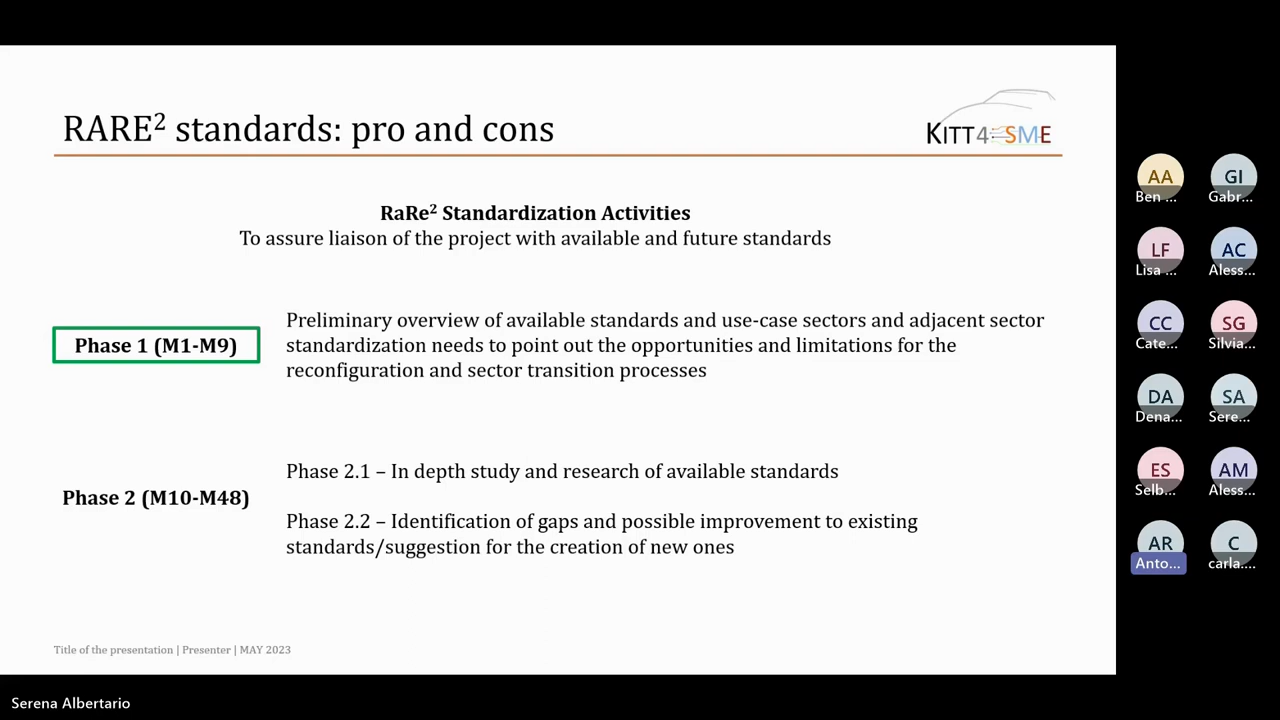 RARE² standards: pro and cons
KITT4SME
RaRe² Standardization Activities
To assure liaison of the project with available and future standards
Phase 1 (M1-M9)
Preliminary overview of available standards and use-case sectors and adjacent sector
standardization needs to point out the opportunities and limitations for the
reconfiguration and sector transition processes
Phase 2 (M10-M48)
Phase 2.1 – In depth study and research of available standards
Phase 2.2 – Identification of gaps and possible improvement to existing
standards/suggestion for the creation of new ones
Title of the presentation | Presenter | MAY 2023
AA
Ben ...
GI
Gabr...
LF
Lisa ...
AC
Aless...
CC
Cate...
SG
Silvia...
DA
Dena...
SA
Sere...
ES
Selb...
AM
Aless...
AR
Anto...
C
carla....
Serena Albertario